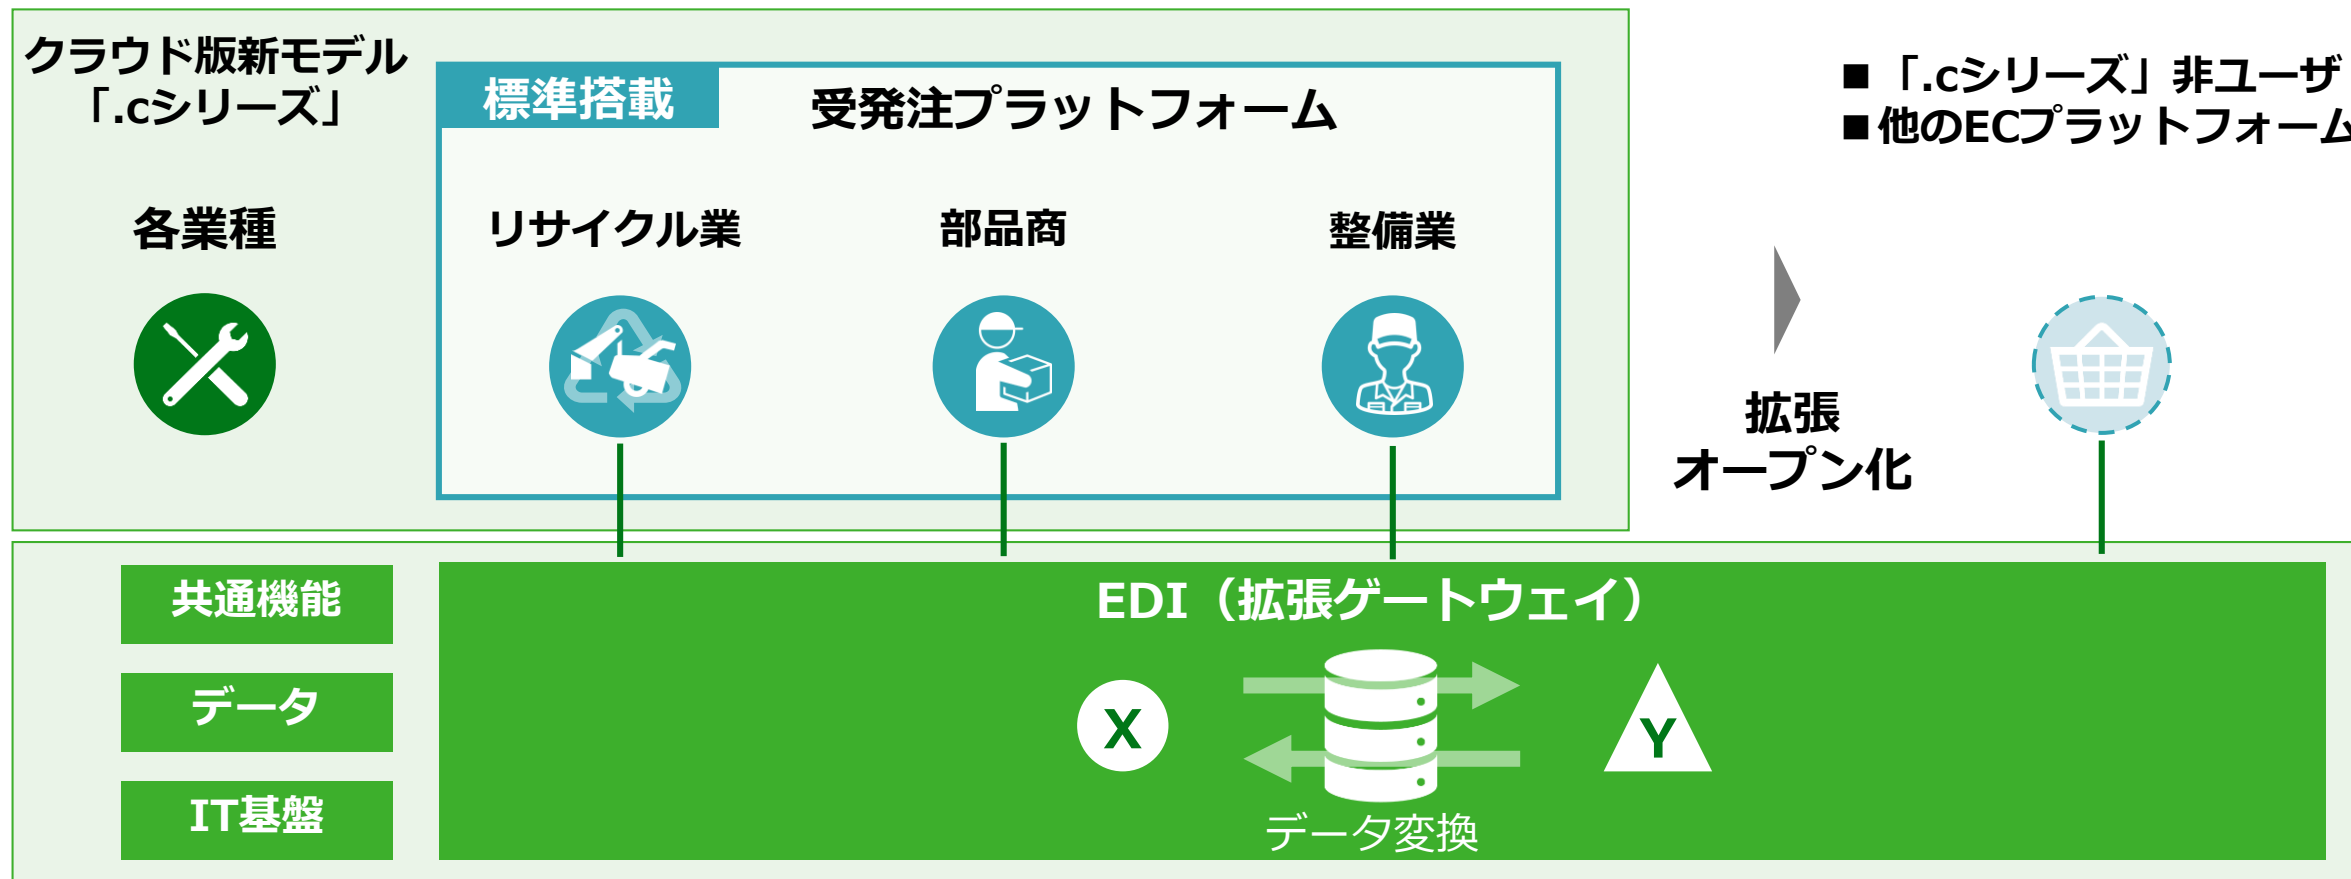 クラウド版新モデル
「.cシリーズ」
標準搭載
受発注プラットフォーム
■「.cシリーズ」非ユーザ
■他のECプラットフォーム
各業種
リサイクル業
部品商
整備業
拡張
オープン化
共通機能
データ
IT基盤
EDI（拡張ゲートウェイ）
X
Y
データ変換